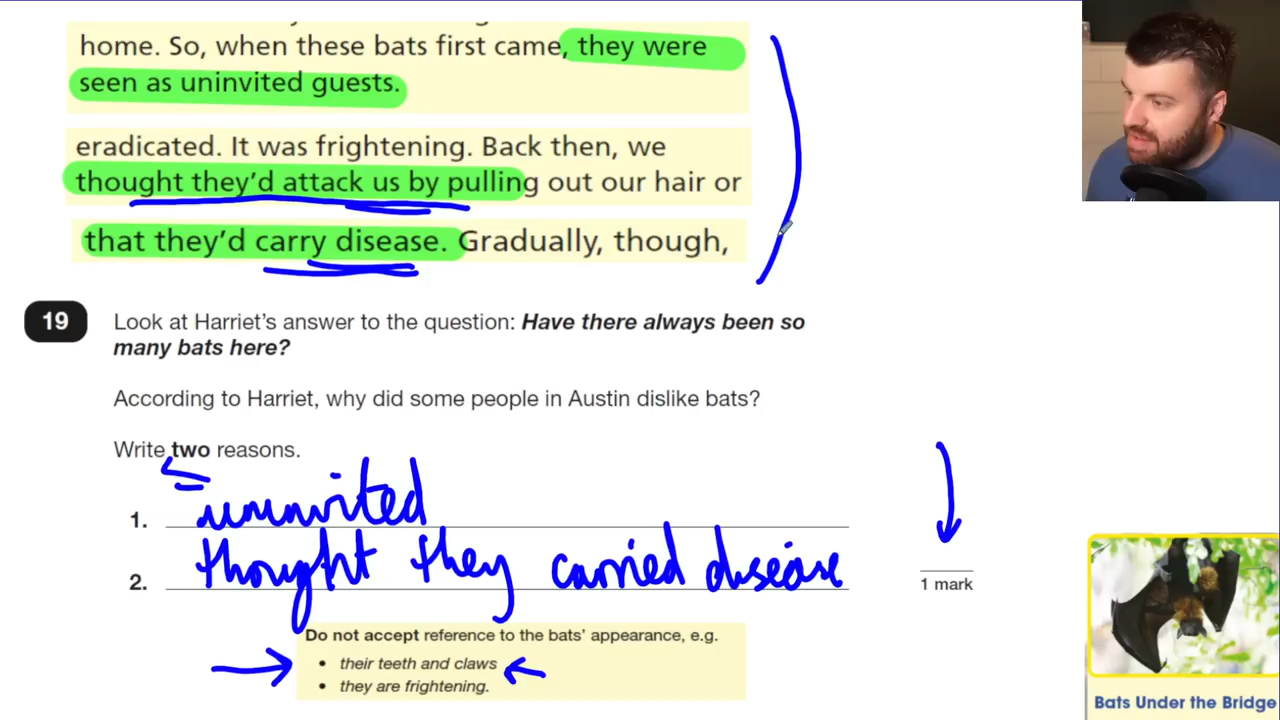 home. So, when these bats first came, they were
seen as uninvited guests.
eradicated. It was frightening. Back then, we
thought they'd attack us by pulling out our hair or
that they'd carry disease. Gradually, though,
19 Look at Harriet's answer to the question: Have there always been so
many bats here?
According to Harriet, why did some people in Austin dislike bats?
Write two reasons.
1. uninvited
2. thought they carried disease
1 mark
Do not accept reference to the bats' appearance, e.g.
• their teeth and claws
• they are frightening.
Bats Under the Bridge